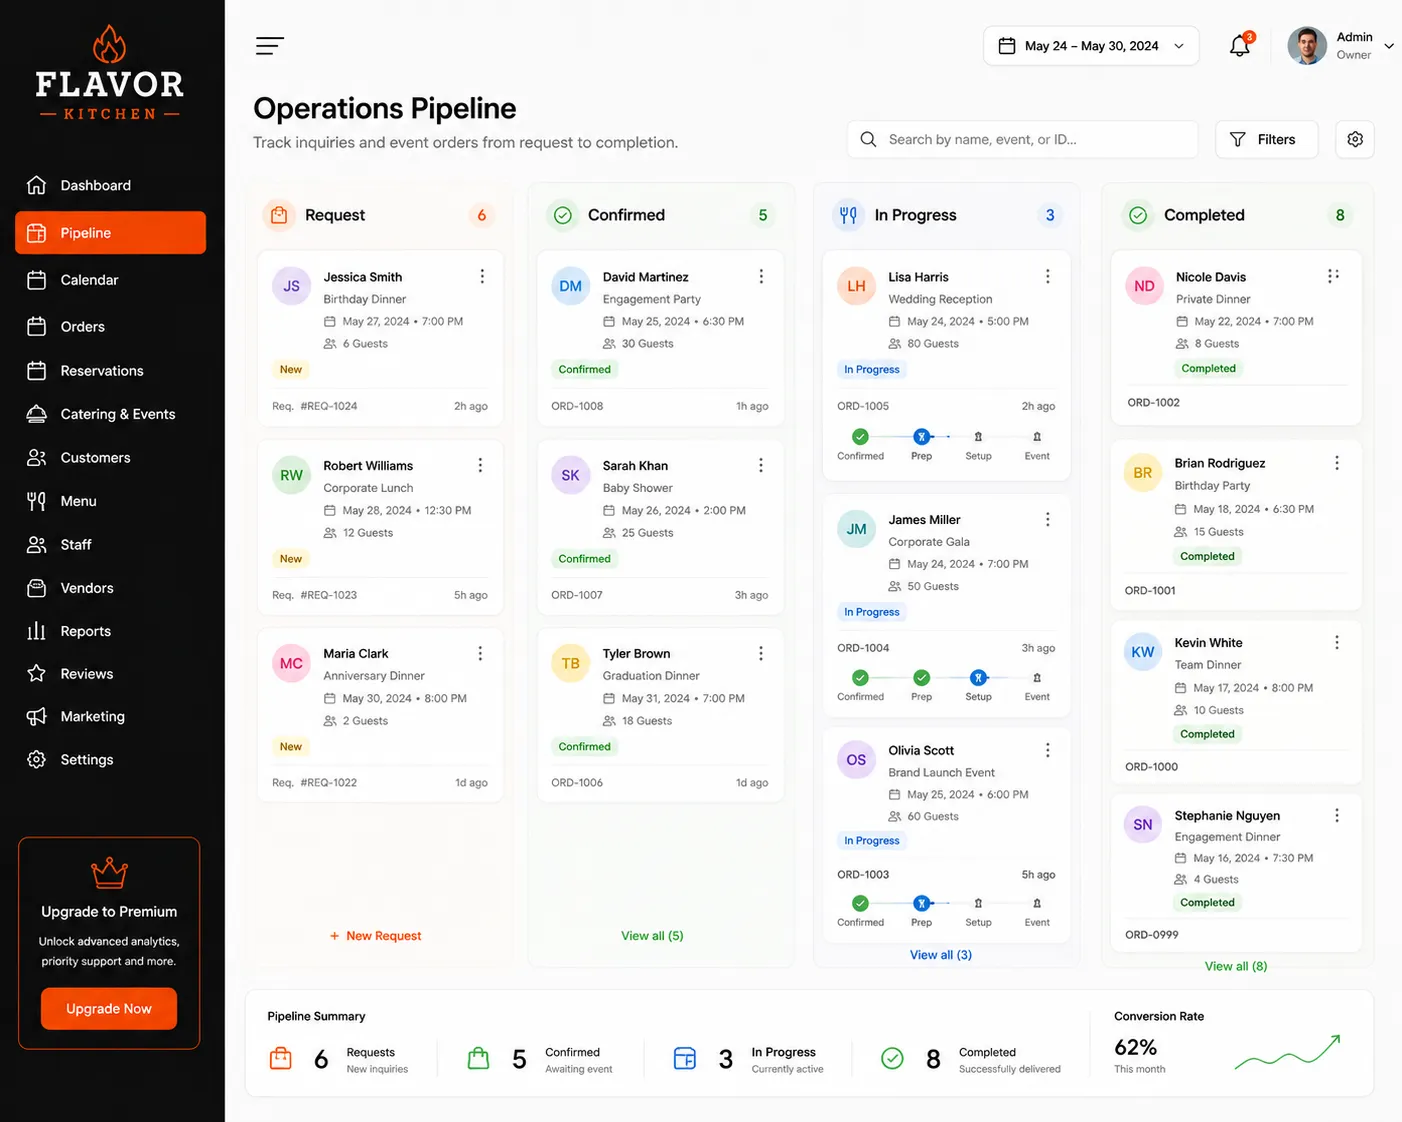 FLAVOR
KITCHEN
Dashboard
Pipeline
Calendar
Orders
Reservations
Catering & Events
Customers
Menu
Staff
Vendors
Reports
Reviews
Marketing
Settings
Upgrade to Premium
Unlock advanced analytics,
priority support and more.
Upgrade Now
May 24 – May 30, 2024
3
Admin
Owner
Operations Pipeline
Track inquiries and event orders from request to completion.
Search by name, event, or ID...
Filters
Request 6
JS
Jessica Smith
Birthday Dinner
May 27, 2024 • 7:00 PM
6 Guests
New
Req. #REQ-1024 2h ago
RW
Robert Williams
Corporate Lunch
May 28, 2024 • 12:30 PM
12 Guests
New
Req. #REQ-1023 5h ago
MC
Maria Clark
Anniversary Dinner
May 30, 2024 • 8:00 PM
2 Guests
New
Req. #REQ-1022 1d ago
+ New Request
Confirmed 5
DM
David Martinez
Engagement Party
May 25, 2024 • 6:30 PM
30 Guests
Confirmed
ORD-1008 1h ago
SK
Sarah Khan
Baby Shower
May 26, 2024 • 2:00 PM
25 Guests
Confirmed
ORD-1007 3h ago
TB
Tyler Brown
Graduation Dinner
May 31, 2024 • 7:00 PM
18 Guests
Confirmed
ORD-1006 1d ago
View all (5)
In Progress 3
LH
Lisa Harris
Wedding Reception
May 24, 2024 • 5:00 PM
80 Guests
In Progress
ORD-1005 2h ago
Confirmed Prep Setup Event
JM
James Miller
Corporate Gala
May 24, 2024 • 7:00 PM
50 Guests
In Progress
ORD-1004 3h ago
Confirmed Prep Setup Event
OS
Olivia Scott
Brand Launch Event
May 25, 2024 • 6:00 PM
60 Guests
In Progress
ORD-1003 5h ago
Confirmed Prep Setup Event
View all (3)
Completed 8
ND
Nicole Davis
Private Dinner
May 22, 2024 • 7:00 PM
8 Guests
Completed
ORD-1002
BR
Brian Rodriguez
Birthday Party
May 18, 2024 • 6:30 PM
15 Guests
Completed
ORD-1001
KW
Kevin White
Team Dinner
May 17, 2024 • 8:00 PM
10 Guests
Completed
ORD-1000
SN
Stephanie Nguyen
Engagement Dinner
May 16, 2024 • 7:30 PM
4 Guests
Completed
ORD-0999
View all (8)
Pipeline Summary
6 Requests
New inquiries
5 Confirmed
Awaiting event
3 In Progress
Currently active
8 Completed
Successfully delivered
Conversion Rate
62%
This month